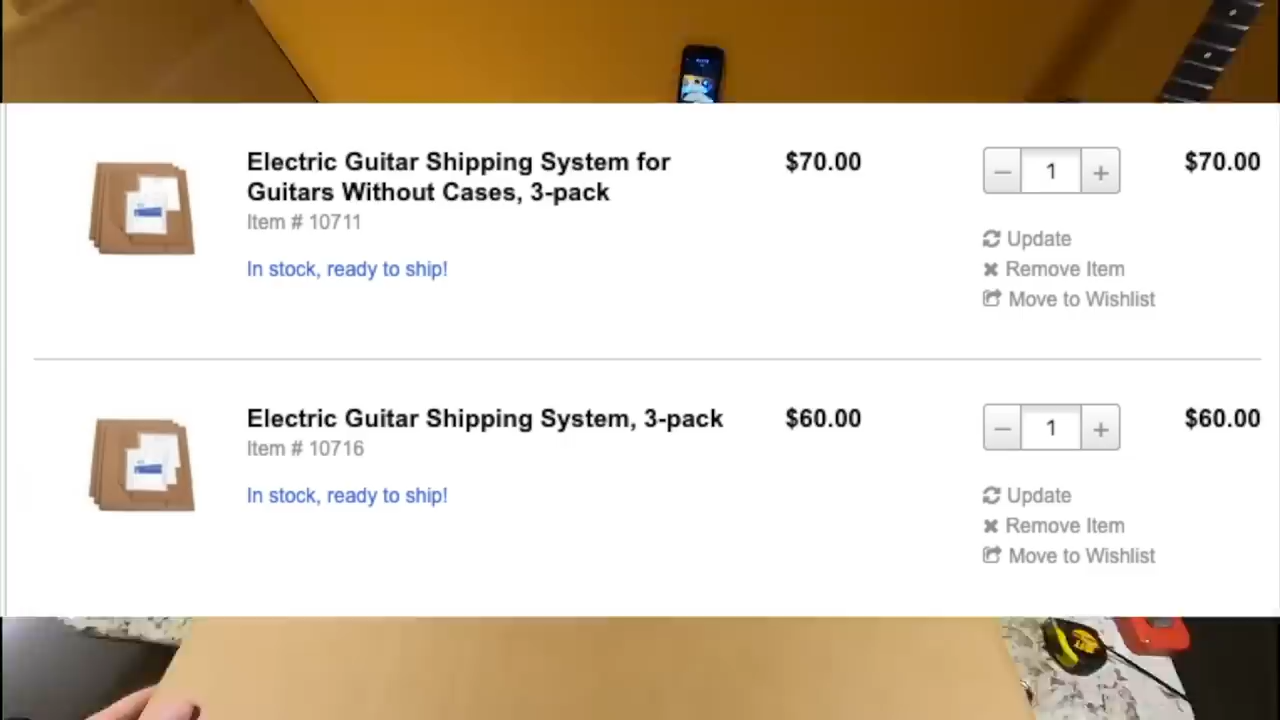 Electric Guitar Shipping System for
Guitars Without Cases, 3-pack
Item # 10711
In stock, ready to ship!
$70.00
1
$70.00
Update
Remove Item
Move to Wishlist
Electric Guitar Shipping System, 3-pack
Item # 10716
In stock, ready to ship!
$60.00
1
$60.00
Update
Remove Item
Move to Wishlist